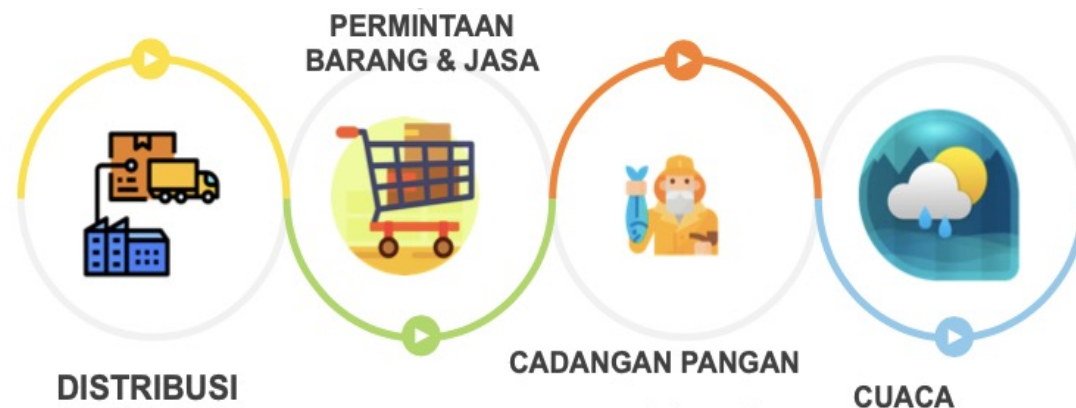 DISTRIBUSI
PERMINTAAN
BARANG & JASA
CADANGAN PANGAN
CUACA